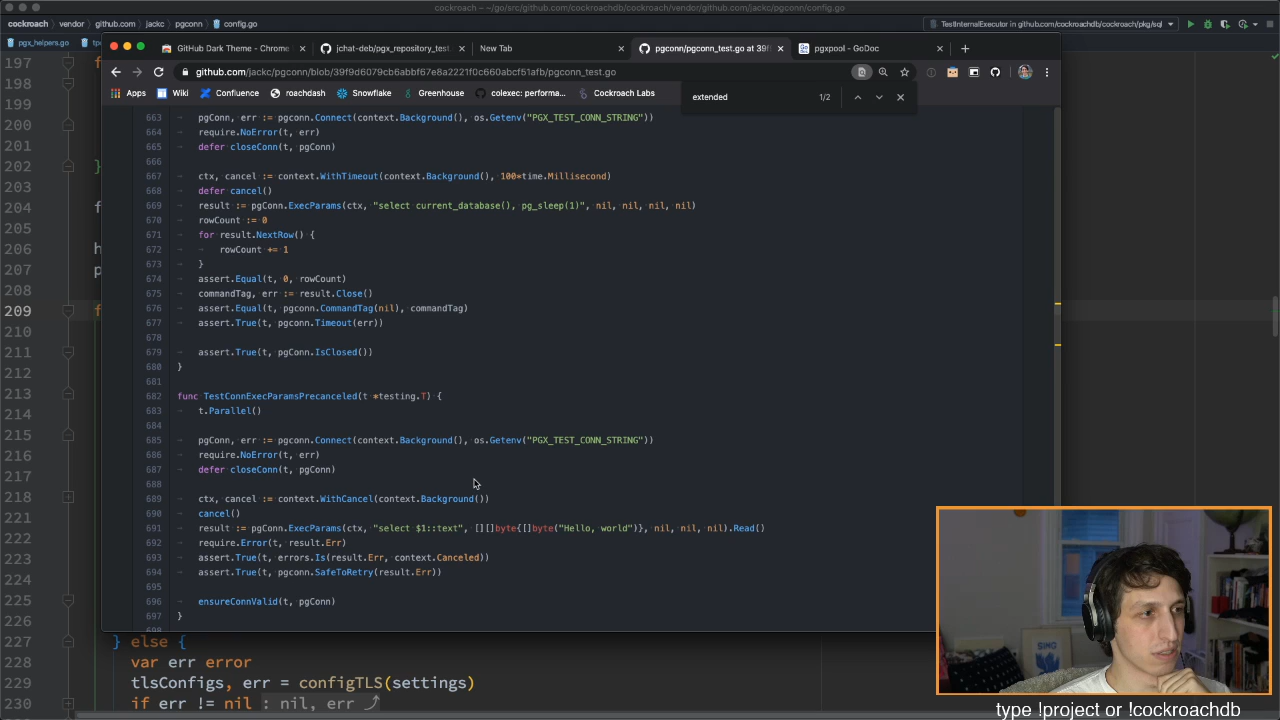 cockroach – ~/go/src/github.com/cockroachdb/cockroach/vendor/github.com/jackc/pgconn/config.go
cockroach vendor github.com jackc pgconn config.go
TestInternalExecutor in github.com/cockroachdb/cockroach/pkg/sql
pgx_helpers.go
GitHub Dark Theme - Chrome
jchat-deb/pgx_repository_test.
New Tab
pgconn/pgconn_test.go at 39f9
pgxpool - GoDoc
github.com/jackc/pgconn/blob/39f9d6079cb6abbf67e8a2221f0c660abcf51afb/pgconn_test.go
Apps Wiki Confluence roachdash Snowflake Greenhouse colexec: performa... Cockroach Labs
extended 1/2
663 pgConn, err := pgconn.Connect(context.Background(), os.Getenv("PGX_TEST_CONN_STRING"))
664 require.NoError(t, err)
665 defer closeConn(t, pgConn)
666
667 ctx, cancel := context.WithTimeout(context.Background(), 100*time.Millisecond)
668 defer cancel()
669 result := pgConn.ExecParams(ctx, "select current_database(), pg_sleep(1)", nil, nil, nil, nil)
670 rowCount := 0
671 for result.NextRow() {
672 rowCount += 1
673 }
674 assert.Equal(t, 0, rowCount)
675 commandTag, err := result.Close()
676 assert.Equal(t, pgconn.CommandTag(nil), commandTag)
677 assert.True(t, pgconn.Timeout(err))
678
679 assert.True(t, pgConn.IsClosed())
680 }
681
682 func TestConnExecParamsPrecanceled(t *testing.T) {
683 t.Parallel()
684
685 pgConn, err := pgconn.Connect(context.Background(), os.Getenv("PGX_TEST_CONN_STRING"))
686 require.NoError(t, err)
687 defer closeConn(t, pgConn)
688
689 ctx, cancel := context.WithCancel(context.Background())
690 cancel()
691 result := pgConn.ExecParams(ctx, "select $1::text", [][]byte{[]byte("Hello, world")}, nil, nil, nil).Read()
692 require.Error(t, result.Err)
693 assert.True(t, errors.Is(result.Err, context.Canceled))
694 assert.True(t, pgconn.SafeToRetry(result.Err))
695
696 ensureConnValid(t, pgConn)
697 }
197 f
198
199
200
201
202 }
203
204 f
205
206 h
207 p
208
209 f
210
211
212
213
214
215
216
217
218
221
222
223
224
225
226
227 } else {
228 var err error
229 tlsConfigs, err = configTLS(settings)
230 if err != nil : nil, err
SING
type !project or !cockroachdb